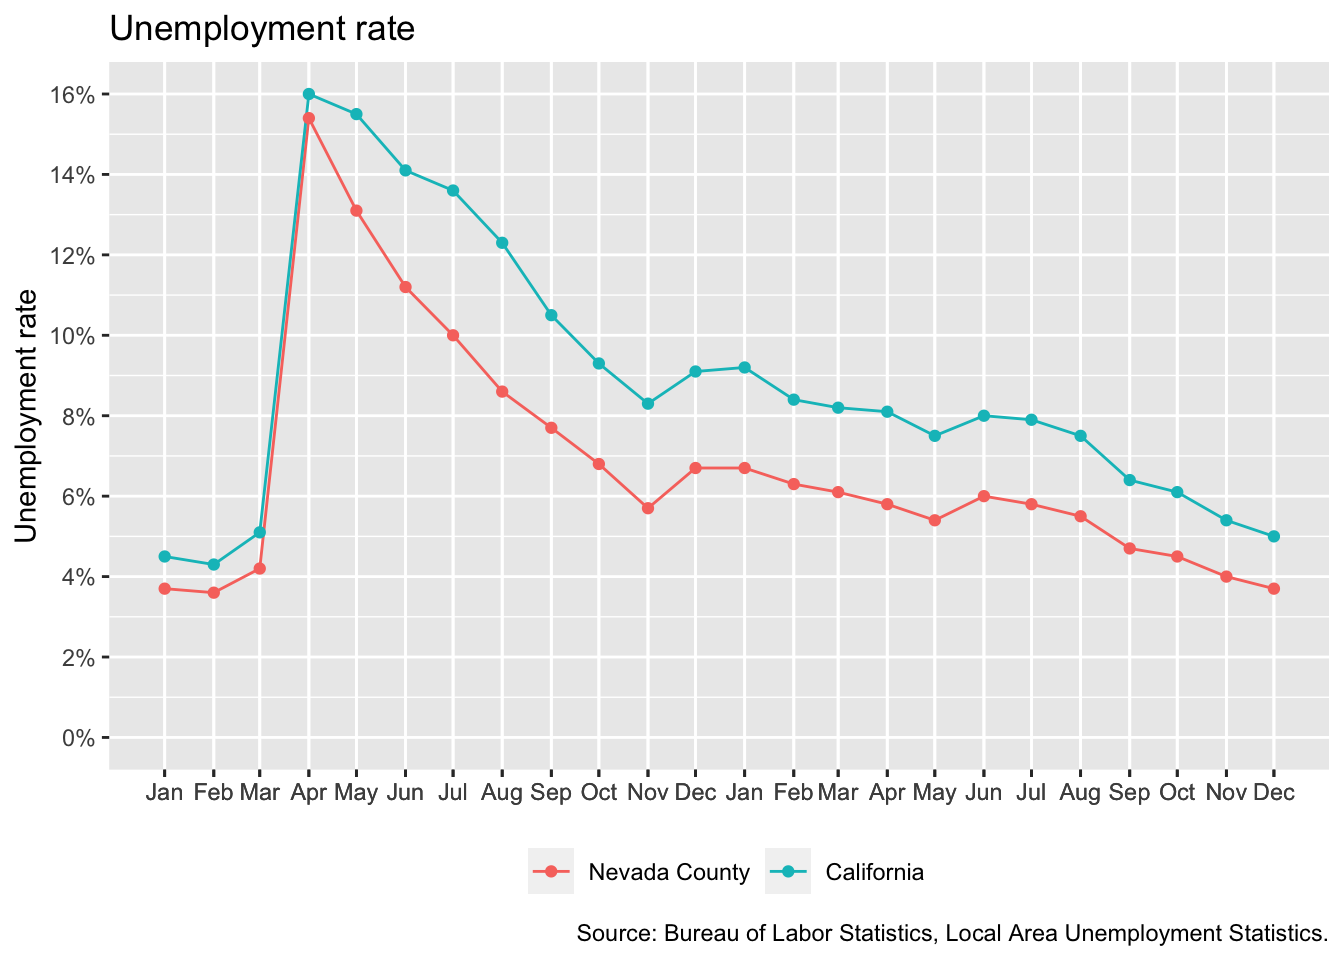 Unemployment rate
Unemployment rate
16%
14%
12%
10%
8%
6%
4%
2%
0%
Jan Feb Mar Apr May Jun Jul Aug Sep Oct Nov Dec Jan Feb Mar Apr May Jun Jul Aug Sep Oct Nov Dec
Nevada County California
Source: Bureau of Labor Statistics, Local Area Unemployment Statistics.